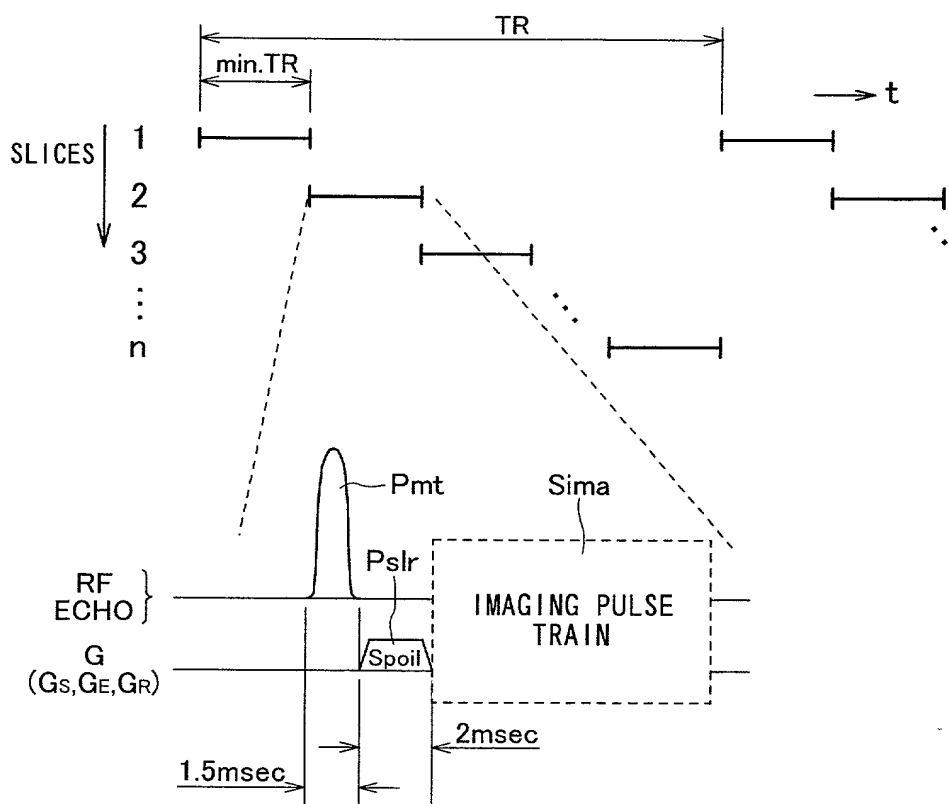 TR
min.TR
t
SLICES
1
2
3
n
Pmt
Sima
Pslr
RF
ECHO
IMAGING PULSE
TRAIN
G
Spoil
(GS,GE,GR)
2msec
1.5msec